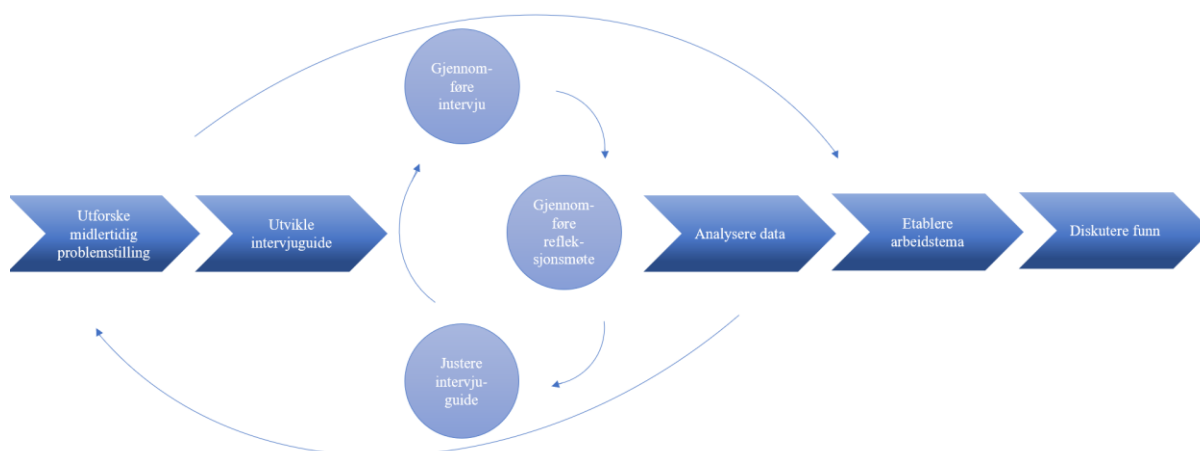 Utforske
midlertidig
problemstilling
Utvikle
intervjuguide
Gjennom-
føre
intervju
Gjennom-
føre
reflek-
sjonsmøte
Justere
intervju-
guide
Analysere data
Etablere
arbeidstema
Diskutere funn